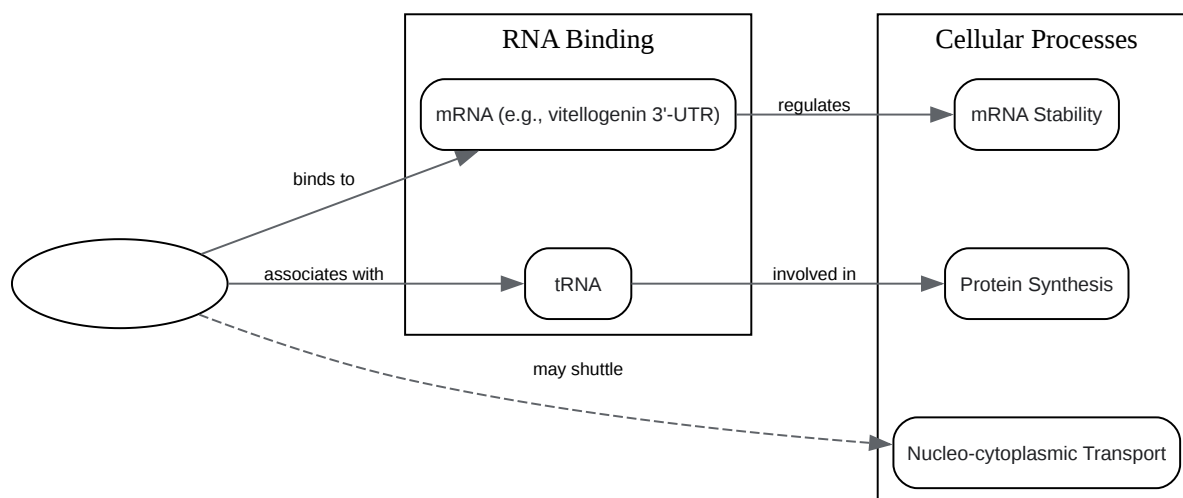 RNA Binding
Cellular Processes
mRNA (e.g., vitellogenin 3'-UTR)
regulates
mRNA Stability
binds to
associates with
tRNA
involved in
Protein Synthesis
may shuttle
Nucleo-cytoplasmic Transport